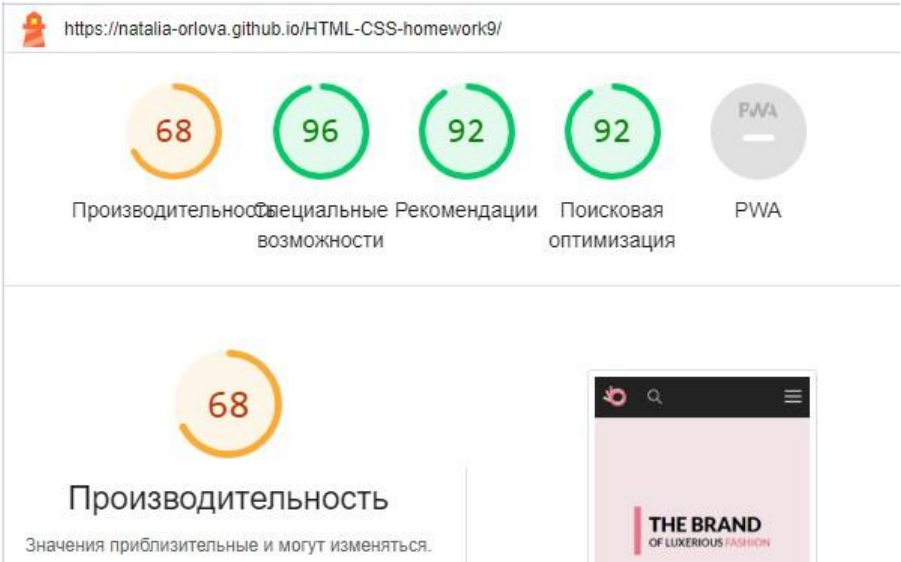 https://natalia-orlova.github.io/HTML-CSS-homework9/
68
96
92
92
PWA
Производительность
Специальные возможности
Рекомендации
Поисковая оптимизация
PWA
68
Производительность
Значения приблизительные и могут изменяться.
THE BRAND
OF LUXERIOUS FASHION